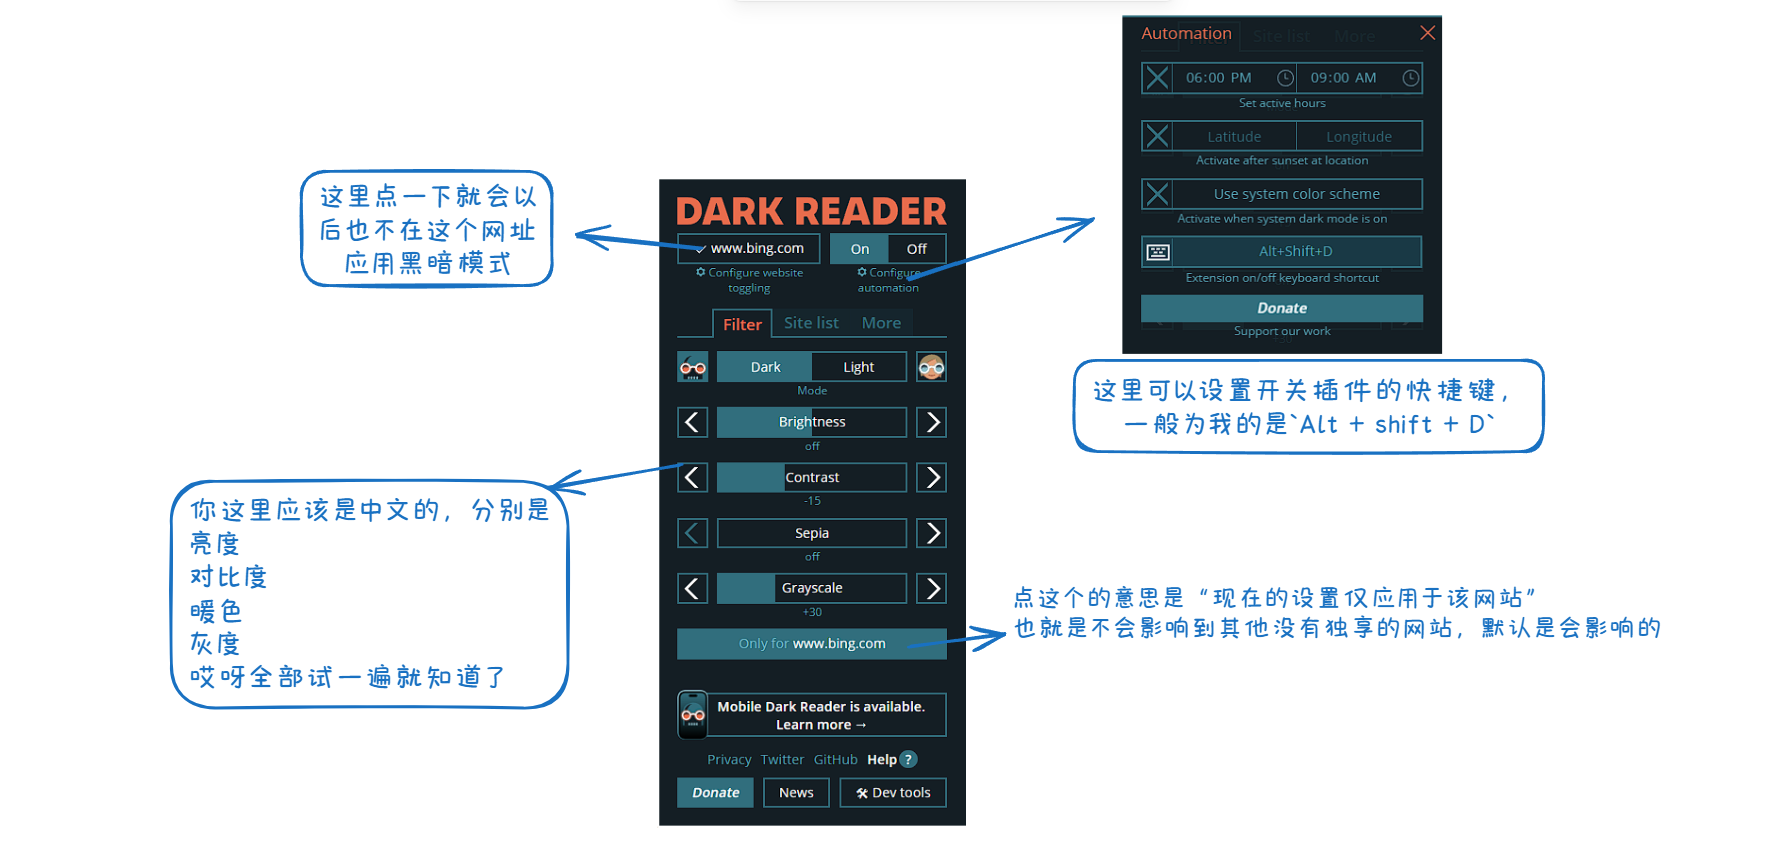 这里点一下就会以
后也不在这个网址
应用黑暗模式
DARK READER
www.bing.com
On Off
Configure website
toggling
Configure
automation
Filter Site list More
Dark Light
Mode
Brightness
off
Contrast
-15
Sepia
off
Grayscale
+30
Only for www.bing.com
Mobile Dark Reader is available.
Learn more →
Privacy Twitter GitHub Help ?
Donate News Dev tools
Automation
Filter Site list More
06:00 PM 09:00 AM
Set active hours
Latitude Longitude
Activate after sunset at location
Use system color scheme
Activate when system dark mode is on
Alt+Shift+D
Extension on/off keyboard shortcut
Donate
Support our work
+30
这里可以设置开关插件的快捷键，
一般为我的是`Alt + shift + D`
你这里应该是中文的，分别是
亮度
对比度
暖色
灰度
哎呀全部试一遍就知道了
点这个的意思是“现在的设置仅应用于该网站”
也就是不会影响到其他没有独享的网站，默认是会影响的